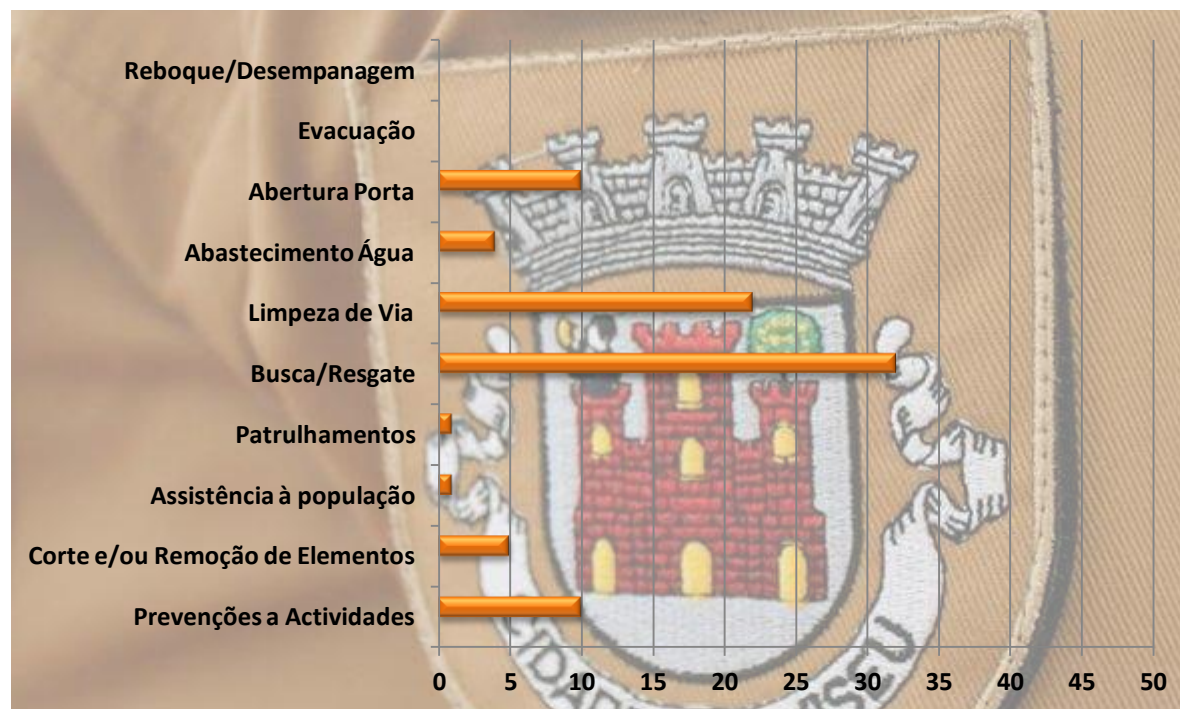 Reboque/Desempanagem
Evacuação
Abertura Porta
Abastecimento Água
Limpeza de Via
Busca/Resgate
Patrulhamentos
Assistência à população
Corte e/ou Remoção de Elementos
Prevenções a Actividades
0 5 10 15 20 25 30 35 40 45 50